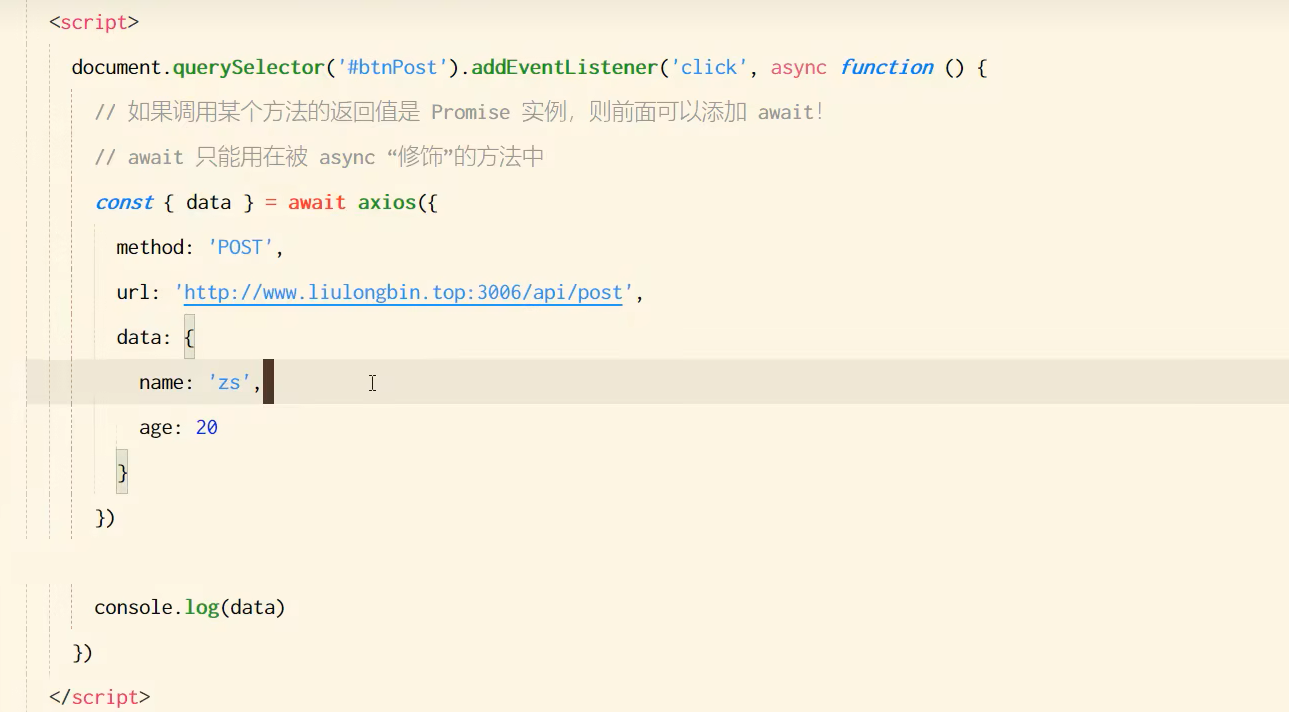 <script>
document.querySelector('#btnPost').addEventListener('click', async function () {
// 如果调用某个方法的返回值是 Promise 实例，则前面可以添加 await！
// await 只能用在被 async “修饰”的方法中
const { data } = await axios({
method: 'POST',
url: 'http://www.liulongbin.top:3006/api/post',
data: {
name: 'zs',
age: 20
}
})
console.log(data)
})
</script>